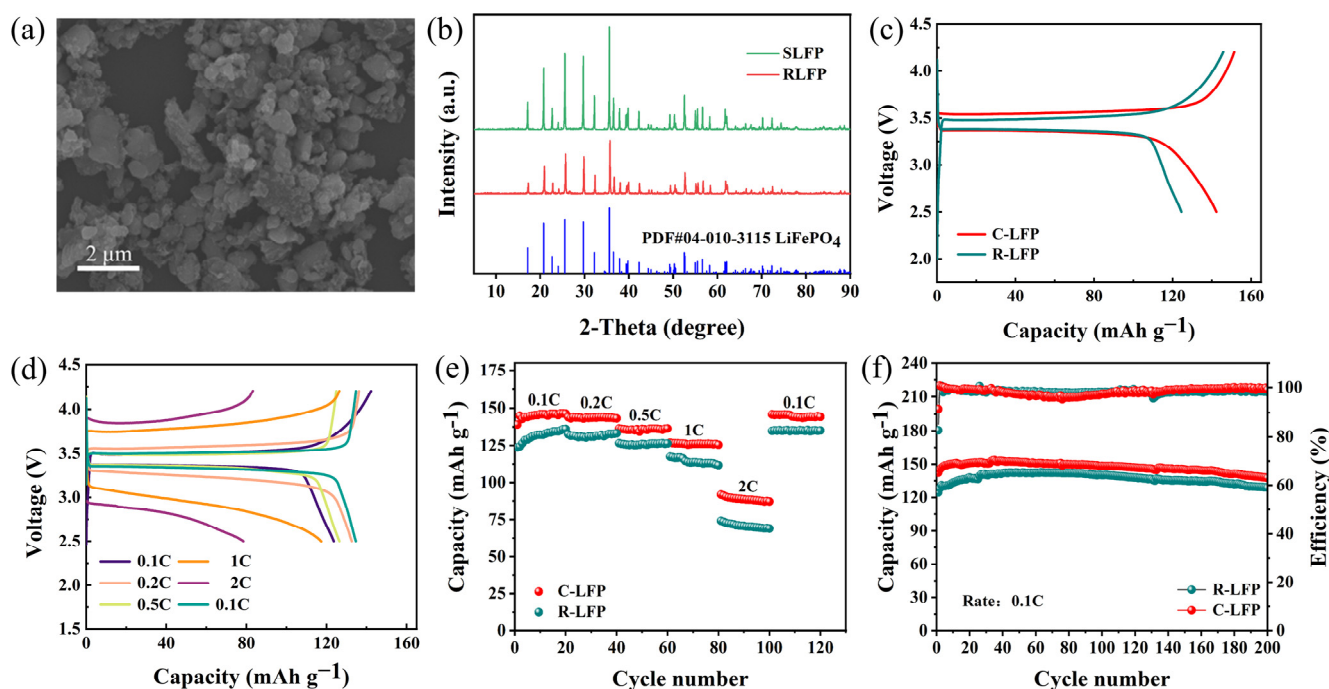 (a)
2 μm
(b)
Intensity (a.u.)
SLFP
RLFP
PDF#04-010-3115 LiFePO4
10 20 30 40 50 60 70 80 90
2-Theta (degree)
(c)
Voltage (V)
4.5
4.0
3.5
3.0
2.5
2.0
C-LFP
R-LFP
0 40 80 120 160
Capacity (mAh g−1)
(d)
Voltage (V)
4.5
4.0
3.5
3.0
2.5
2.0
1.5
0.1C 1C
0.2C 2C
0.5C 0.1C
0 40 80 120 160
Capacity (mAh g−1)
(e)
Capacity (mAh g−1)
175
150
125
100
75
50
25
0
0.1C 0.2C 0.5C 1C 2C 0.1C
C-LFP
R-LFP
0 20 40 60 80 100 120
Cycle number
(f)
Capacity (mAh g−1)
240
210
180
150
120
90
60
30
0
Rate: 0.1C
R-LFP
C-LFP
100
80
60
40
20
0
Efficiency (%)
0 20 40 60 80 100 120 140 160 180 200
Cycle number